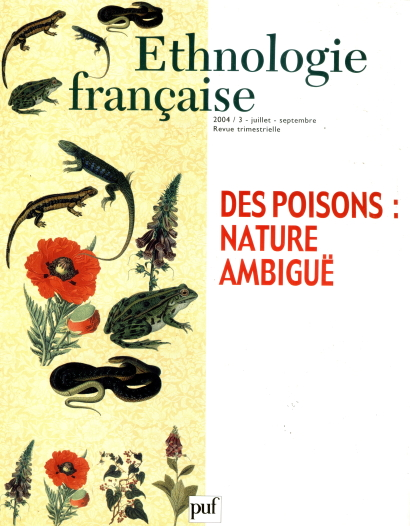 Ethnologie
française
2004 / 3 - juillet - septembre
Revue trimestrielle
DES POISONS :
NATURE
AMBIGUË
puf